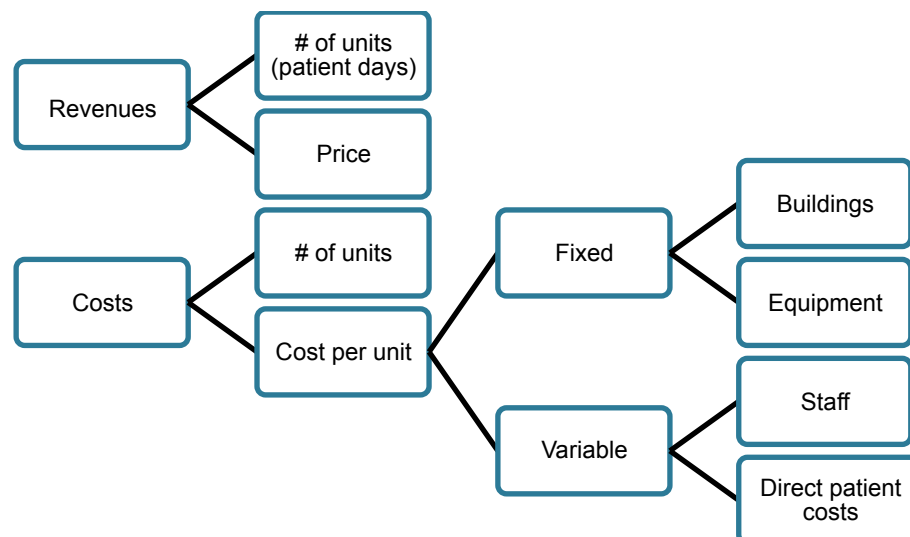 Revenues
# of units
(patient days)
Price
Costs
# of units
Cost per unit
Fixed
Buildings
Equipment
Variable
Staff
Direct patient
costs